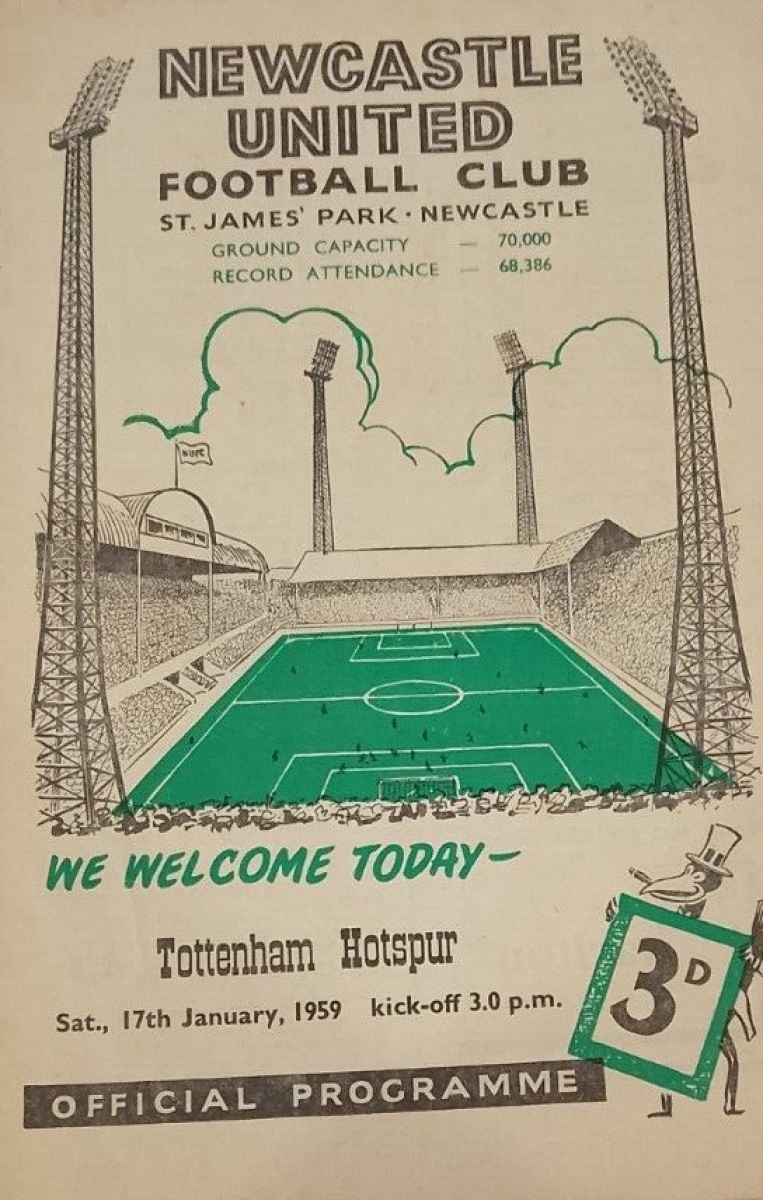 NEWCASTLE
UNITED
FOOTBALL CLUB
ST. JAMES' PARK · NEWCASTLE
GROUND CAPACITY — 70,000
RECORD ATTENDANCE — 68,386
NUFC
WE WELCOME TODAY—
Tottenham Hotspur
Sat., 17th January, 1959 kick-off 3.0 p.m.
3D
OFFICIAL PROGRAMME